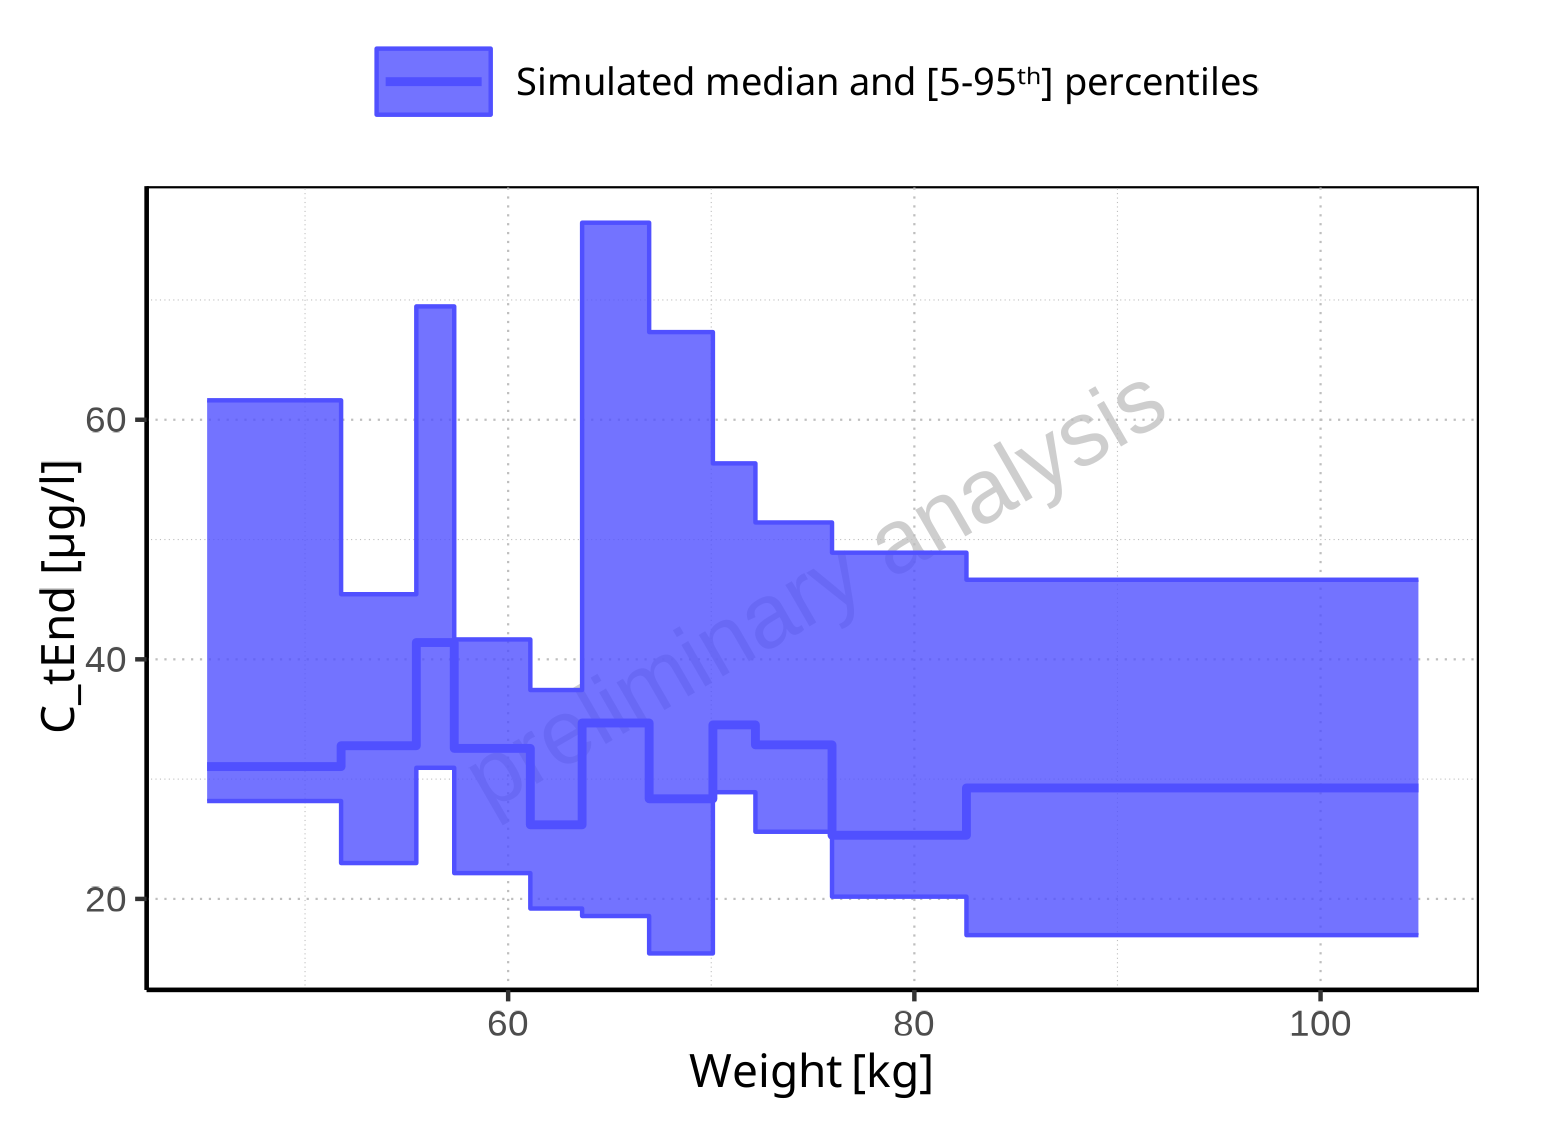 Simulated median and [5-95ᵗʰ] percentiles
60
40
20
C_tEnd [µg/l]
preliminary analysis
60
80
100
Weight [kg]